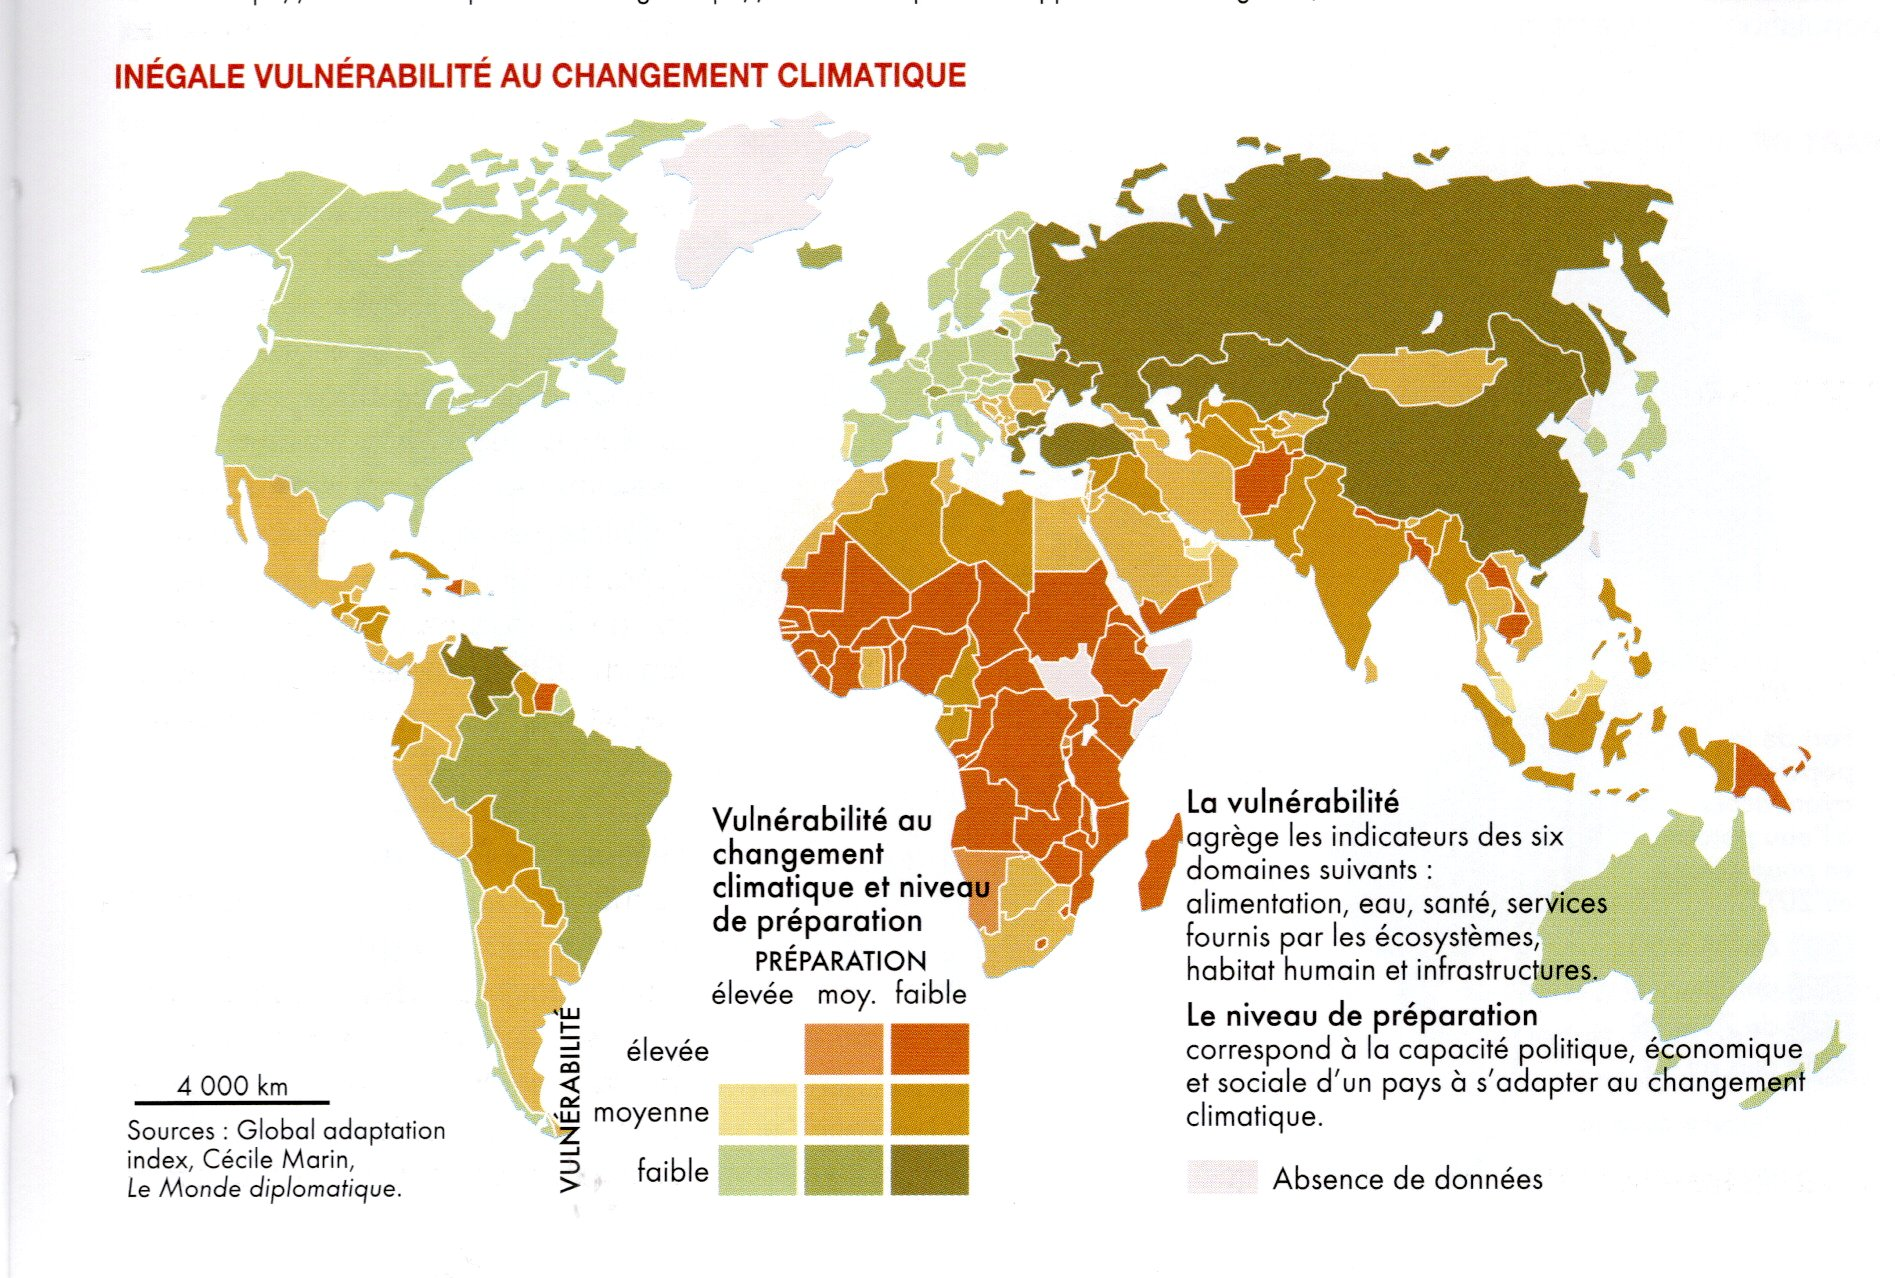 INÉGALE VULNÉRABILITÉ AU CHANGEMENT CLIMATIQUE
Vulnérabilité au
changement
climatique et niveau
de préparation
PRÉPARATION
élevée moy. faible
VULNÉRABILITÉ
élevée
moyenne
faible
La vulnérabilité
agrège les indicateurs des six
domaines suivants :
alimentation, eau, santé, services
fournis par les écosystèmes,
habitat humain et infrastructures.
Le niveau de préparation
correspond à la capacité politique, économique
et sociale d'un pays à s'adapter au changement
climatique.
Absence de données
4 000 km
Sources : Global adaptation
index, Cécile Marin,
Le Monde diplomatique.